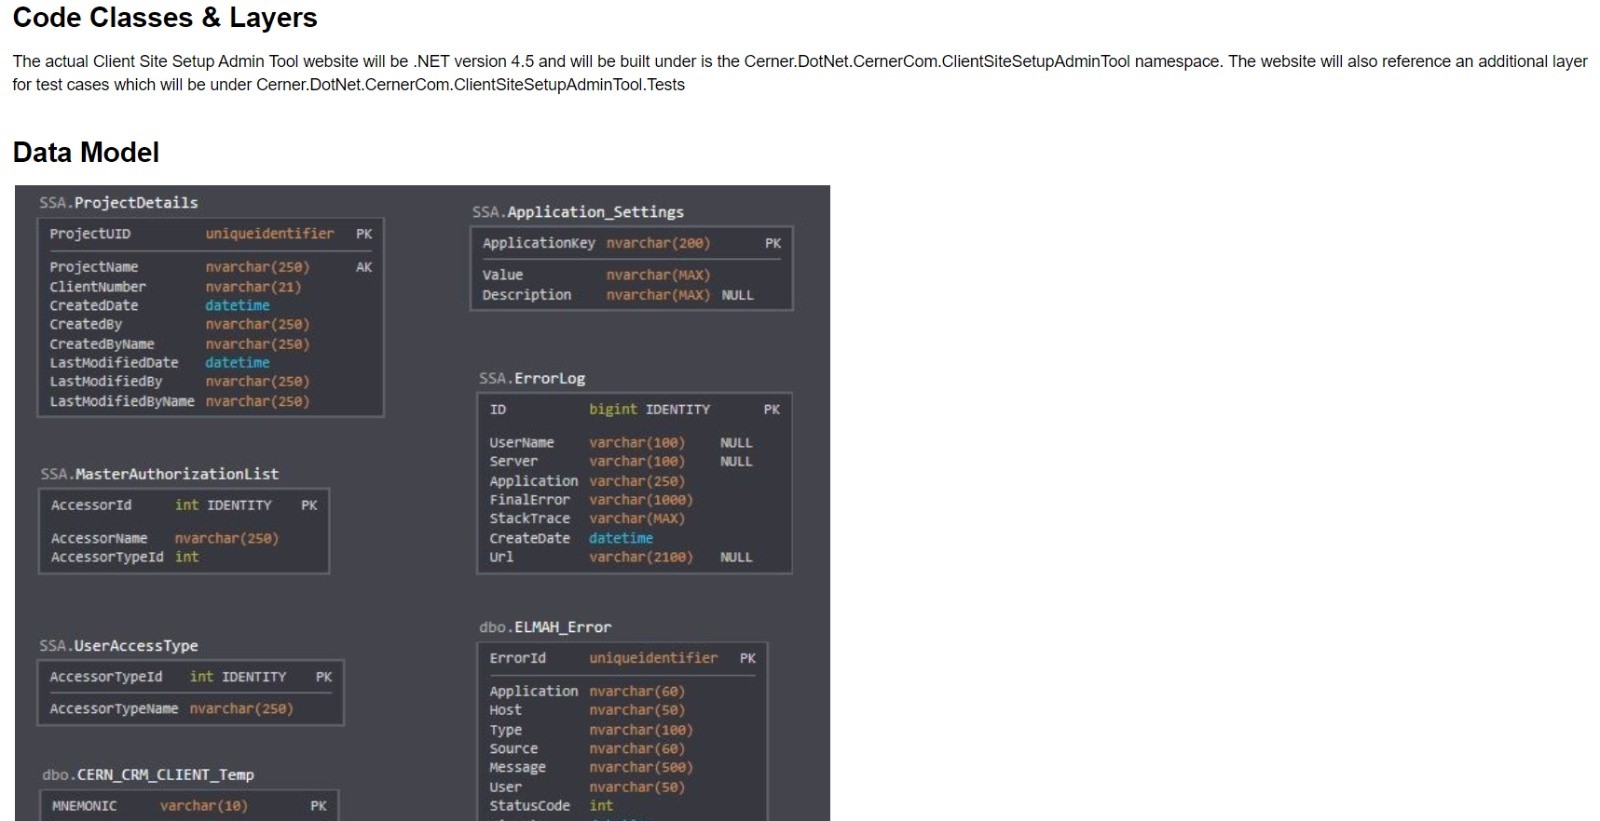 Code Classes & Layers
The actual Client Site Setup Admin Tool website will be .NET version 4.5 and will be built under is the Cerner.DotNet.CernerCom.ClientSiteSetupAdminTool namespace. The website will also reference an additional layer
for test cases which will be under Cerner.DotNet.CernerCom.ClientSiteSetupAdminTool.Tests
Data Model
SSA.ProjectDetails
ProjectUID uniqueidentifier PK
ProjectName nvarchar(250) AK
ClientNumber nvarchar(21)
CreatedDate datetime
CreatedBy nvarchar(250)
CreatedByName nvarchar(250)
LastModifiedDate datetime
LastModifiedBy nvarchar(250)
LastModifiedByName nvarchar(250)
SSA.MasterAuthorizationList
AccessorId int IDENTITY PK
AccessorName nvarchar(250)
AccessorTypeId int
SSA.UserAccessType
AccessorTypeId int IDENTITY PK
AccessorTypeName nvarchar(250)
dbo.CERN_CRM_CLIENT_Temp
MNEMONIC varchar(10) PK
SSA.Application_Settings
ApplicationKey nvarchar(200) PK
Value nvarchar(MAX)
Description nvarchar(MAX) NULL
SSA.ErrorLog
ID bigint IDENTITY PK
UserName varchar(100) NULL
Server varchar(100) NULL
Application varchar(250)
FinalError varchar(1000)
StackTrace varchar(MAX)
CreateDate datetime
Url varchar(2100) NULL
dbo.ELMAH_Error
ErrorId uniqueidentifier PK
Application nvarchar(60)
Host nvarchar(50)
Type nvarchar(100)
Source nvarchar(60)
Message nvarchar(500)
User nvarchar(50)
StatusCode int